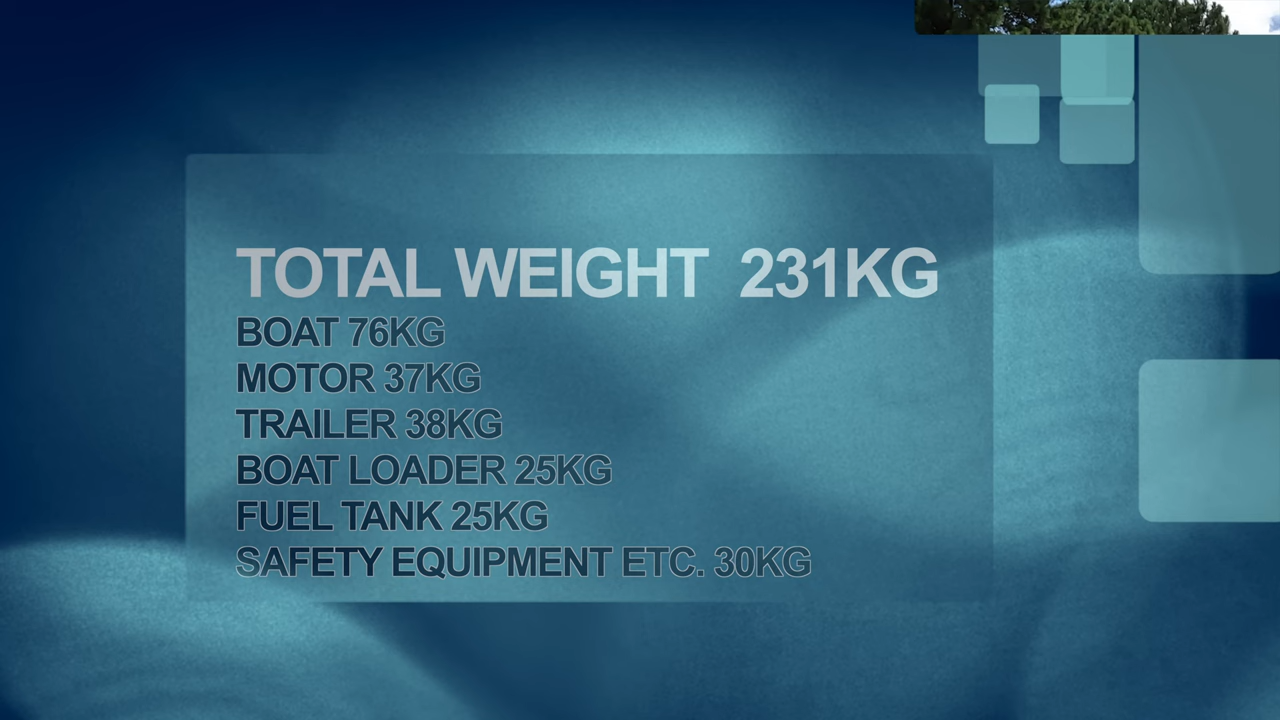 TOTAL WEIGHT 231KG
BOAT 76KG
MOTOR 37KG
TRAILER 38KG
BOAT LOADER 25KG
FUEL TANK 25KG
SAFETY EQUIPMENT ETC. 30KG